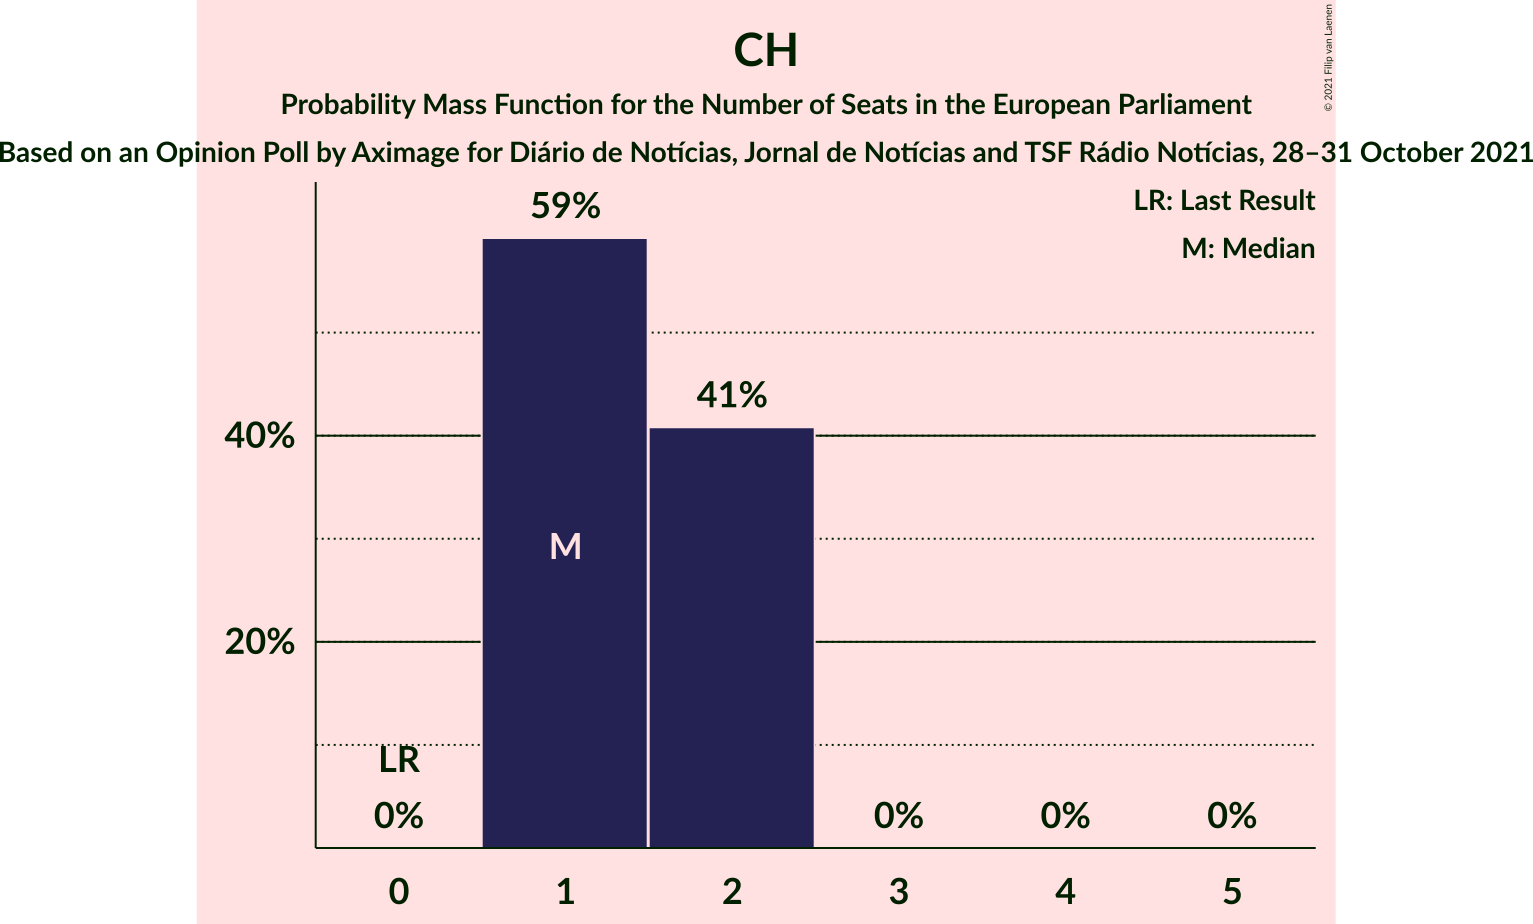 CH
Probability Mass Function for the Number of Seats in the European Parliament
Based on an Opinion Poll by Aximage for Diário de Notícias, Jornal de Notícias and TSF Rádio Notícias, 28–31 October 2021
© 2021 Filip van Laenen
LR: Last Result
M: Median
59%
41%
40%
M
20%
LR
0%
0%
0%
0%
0
1
2
3
4
5